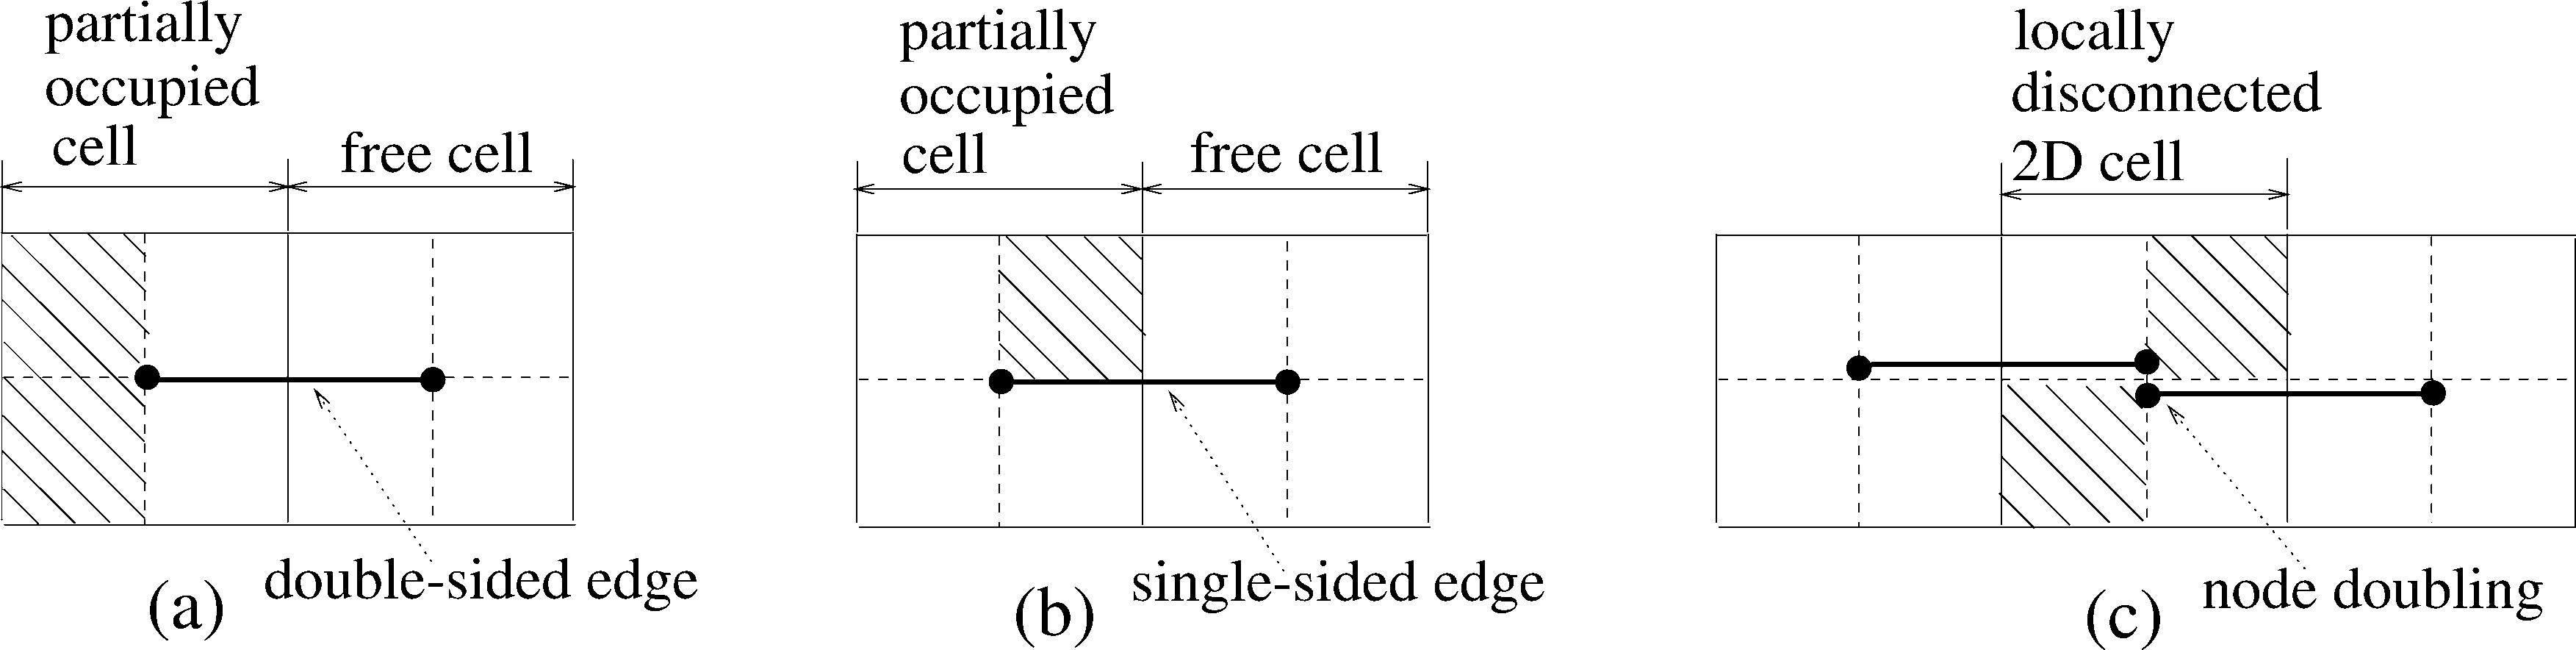 partially
occupied
cell
free cell
double-sided edge
(a)
partially
occupied
cell
free cell
single-sided edge
(b)
locally
disconnected
2D cell
node doubling
(c)